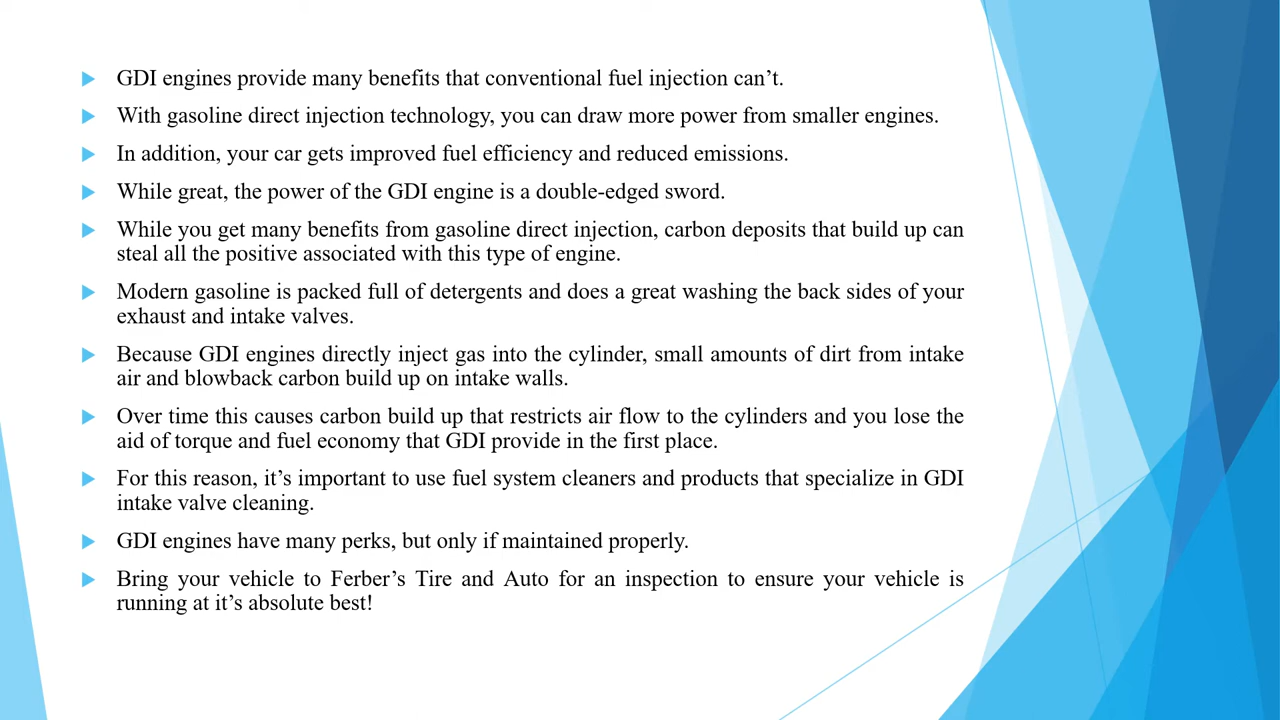 GDI engines provide many benefits that conventional fuel injection can’t.
With gasoline direct injection technology, you can draw more power from smaller engines.
In addition, your car gets improved fuel efficiency and reduced emissions.
While great, the power of the GDI engine is a double-edged sword.
While you get many benefits from gasoline direct injection, carbon deposits that build up can
steal all the positive associated with this type of engine.
Modern gasoline is packed full of detergents and does a great washing the back sides of your
exhaust and intake valves.
Because GDI engines directly inject gas into the cylinder, small amounts of dirt from intake
air and blowback carbon build up on intake walls.
Over time this causes carbon build up that restricts air flow to the cylinders and you lose the
aid of torque and fuel economy that GDI provide in the first place.
For this reason, it’s important to use fuel system cleaners and products that specialize in GDI
intake valve cleaning.
GDI engines have many perks, but only if maintained properly.
Bring your vehicle to Ferber’s Tire and Auto for an inspection to ensure your vehicle is
running at it’s absolute best!